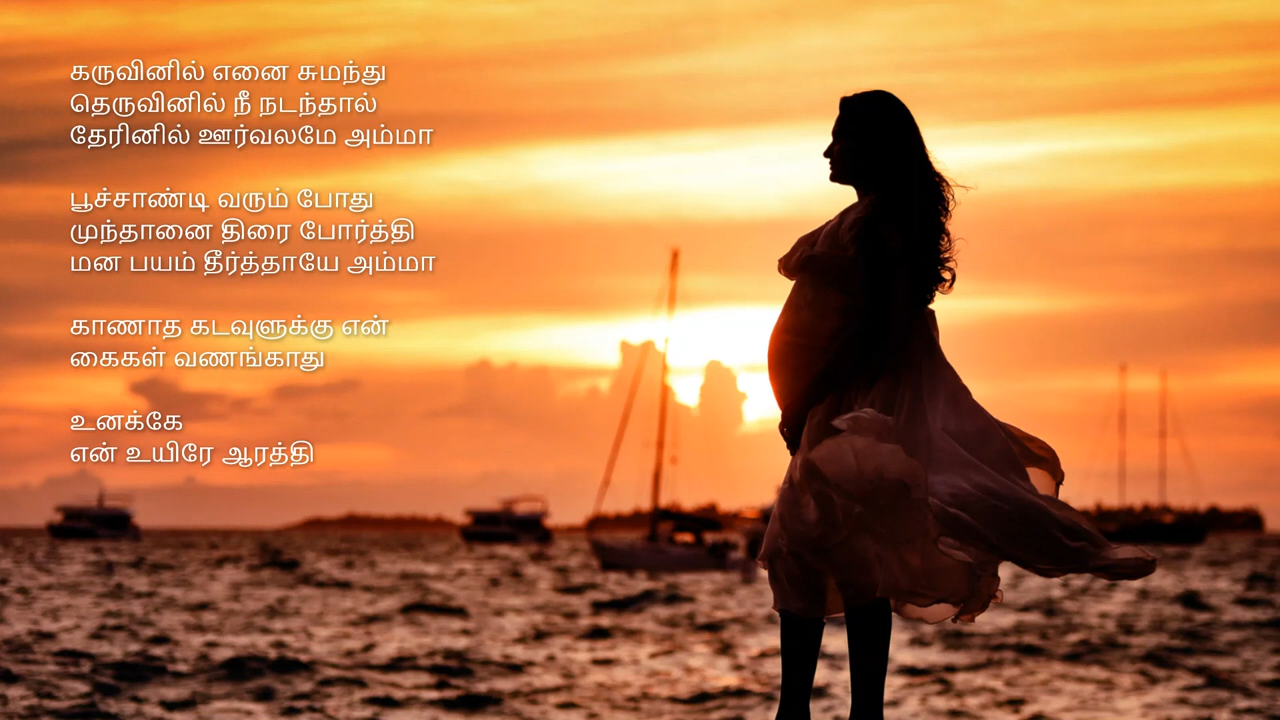 கருவினில் எனை சுமந்து
தெருவினில் நீ நடந்தால்
தேரினில் ஊர்வலமே அம்மா
பூச்சாண்டி வரும் போது
முந்தானை திரை போர்த்தி
மன பயம் தீர்த்தாயே அம்மா
காணாத கடவுளுக்கு என்
கைகள் வணங்காது
உனக்கே
என் உயிரே ஆரத்தி